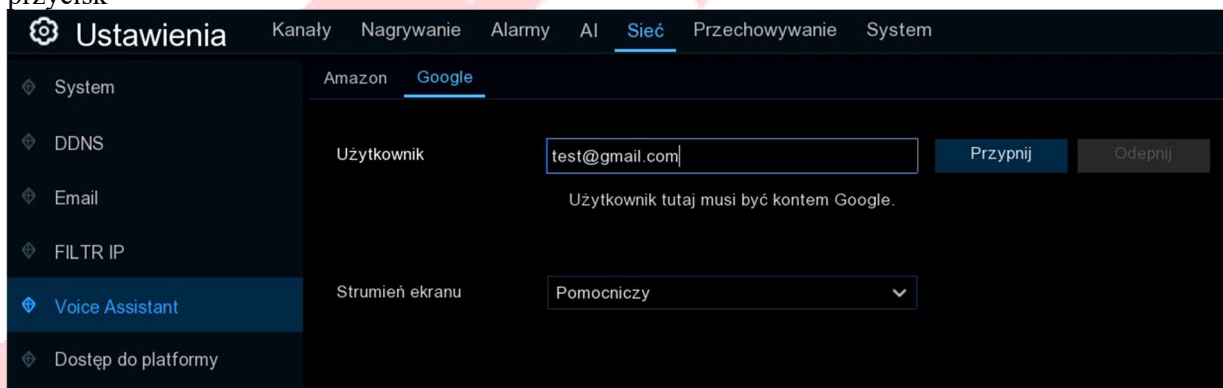 przycisk
Ustawienia Kanały Nagrywanie Alarmy AI Sieć Przechowywanie System
Amazon Google
System
DDNS
Użytkownik test@gmail.com Przypnij Odepnij
Email
Użytkownik tutaj musi być kontem Google.
FILTR IP
Strumień ekranu Pomocniczy
Voice Assistant
Dostęp do platformy